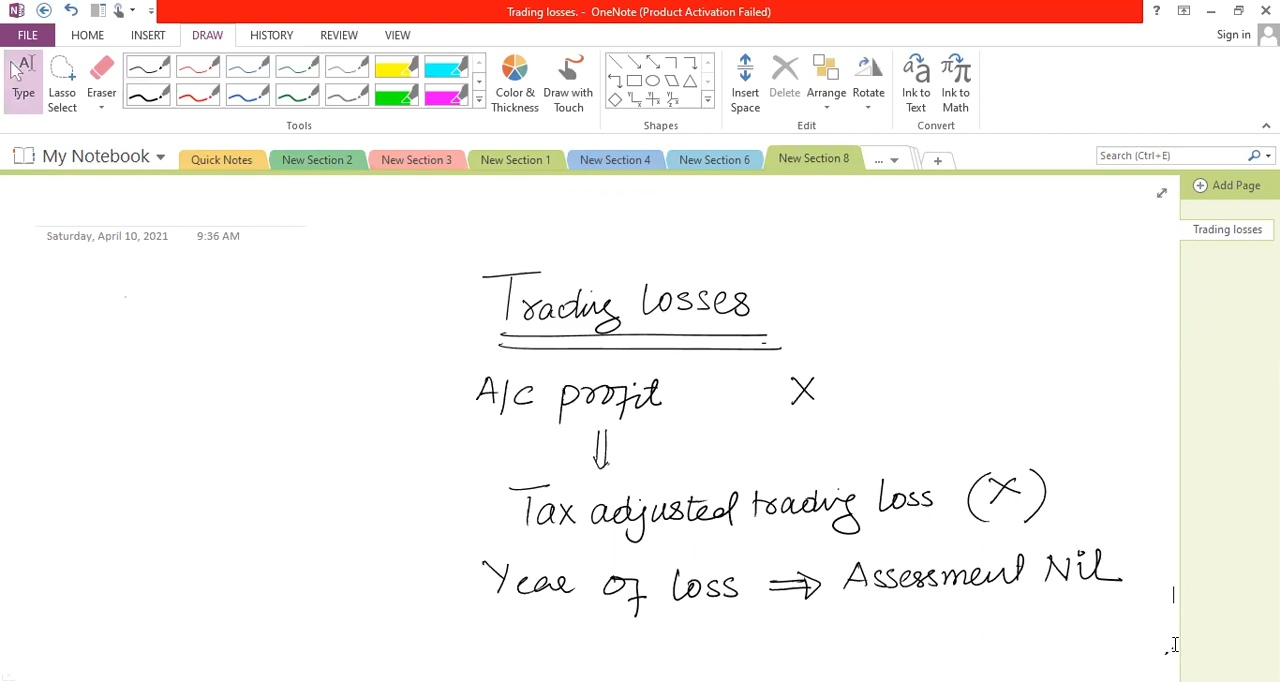 Trading losses. - OneNote (Product Activation Failed)
FILE HOME INSERT DRAW HISTORY REVIEW VIEW Sign in
Type Lasso Select Eraser Color & Thickness Draw with Touch Insert Space Delete Arrange Rotate Ink to Text Ink to Math
Tools Shapes Edit Convert
My Notebook Quick Notes New Section 2 New Section 3 New Section 1 New Section 4 New Section 6 New Section 8 ... Search (Ctrl+E)
Add Page
Trading losses
Saturday, April 10, 2021 9:36 AM
Trading losses
A/C profit X
⇓
Tax adjusted trading loss (X)
Year of loss ⇒ Assessment Nil